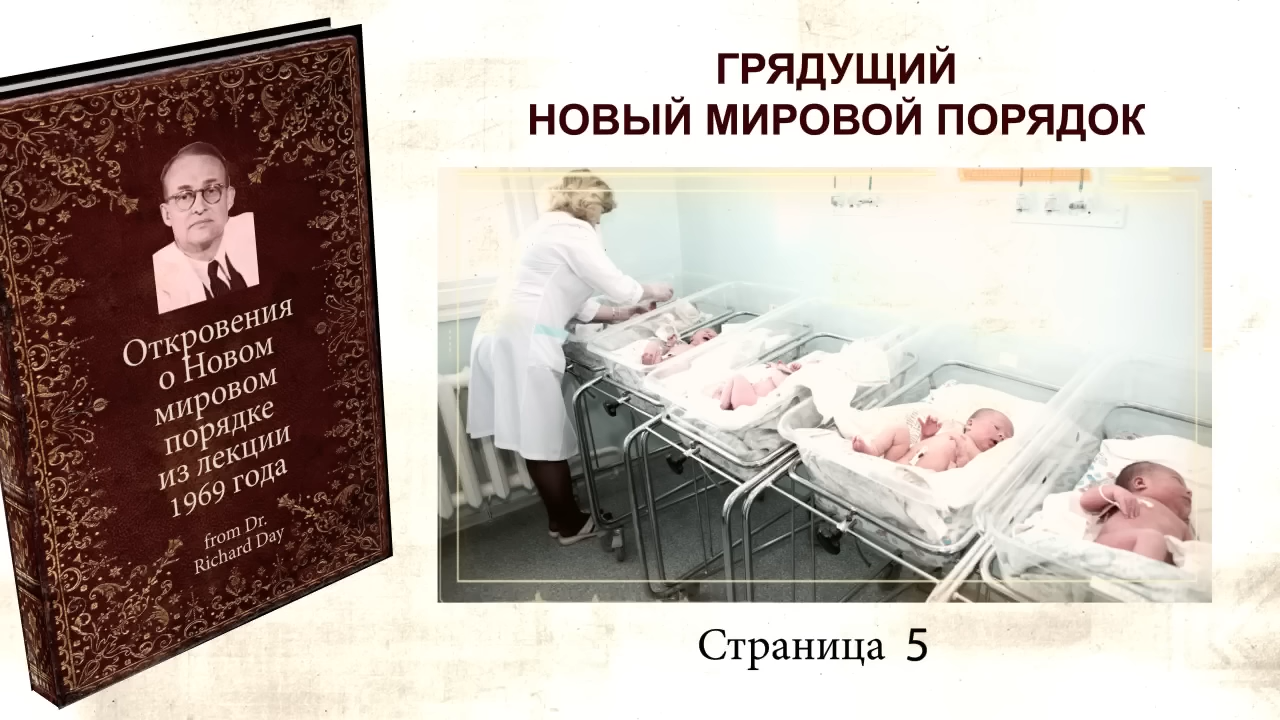 Откровения
о Новом
мировом
порядке
из лекции
1969 года
from Dr.
Richard Day
ГРЯДУЩИЙ
НОВЫЙ МИРОВОЙ ПОРЯДОК
Страница 5